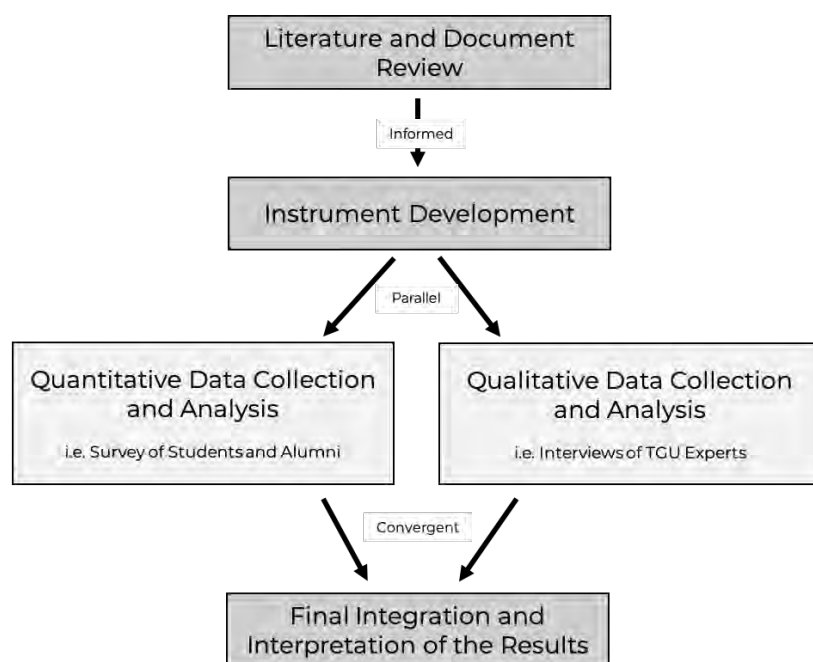 Literature and Document
Review
Informed
Instrument Development
Parallel
Quantitative Data Collection
and Analysis
i.e. Survey of Students and Alumni
Qualitative Data Collection
and Analysis
i.e. Interviews of TGU Experts
Convergent
Final Integration and
Interpretation of the Results